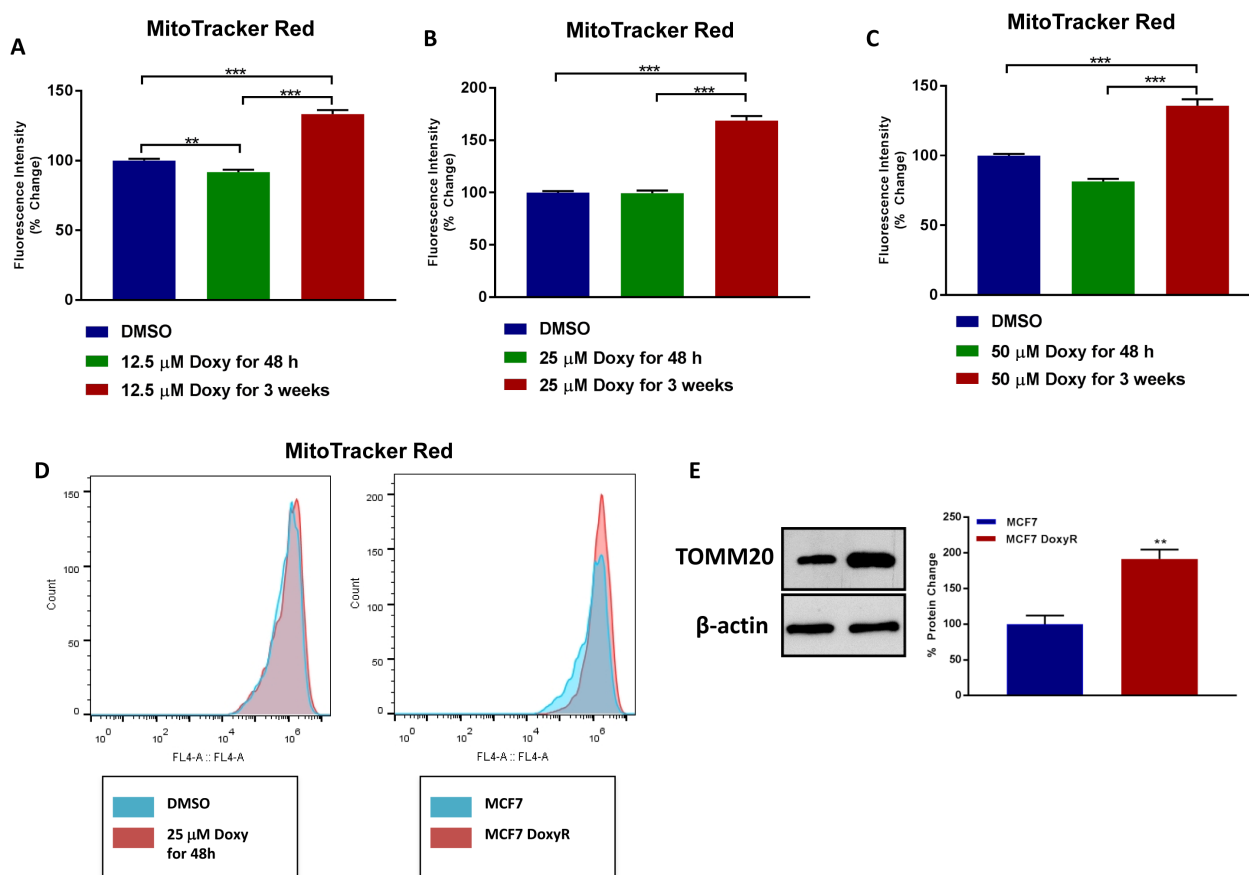 A
MitoTracker Red
***
***
**
150
100
50
0
Fluorescence Intensity
(% Change)
DMSO
12.5 μM Doxy for 48 h
12.5 μM Doxy for 3 weeks
B
MitoTracker Red
***
***
200
150
100
50
0
Fluorescence Intensity
(% Change)
DMSO
25 μM Doxy for 48 h
25 μM Doxy for 3 weeks
C
MitoTracker Red
***
***
150
100
50
0
Fluorescence Intensity
(% Change)
DMSO
50 μM Doxy for 48 h
50 μM Doxy for 3 weeks
D
MitoTracker Red
150
100
50
0
Count
10^0 10^2 10^4 10^6
FL4-A :: FL4-A
DMSO
25 μM Doxy
for 48h
200
150
100
50
0
Count
10^0 10^2 10^4 10^6
FL4-A :: FL4-A
MCF7
MCF7 DoxyR
E
TOMM20
β-actin
MCF7
MCF7 DoxyR
**
250
200
150
100
50
0
% Protein Change